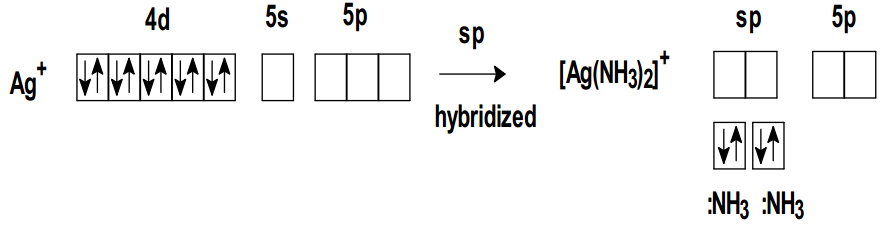 4d 5s 5p sp sp 5p
Ag⁺ [Ag(NH₃)₂]⁺
hybridized
:NH₃ :NH₃